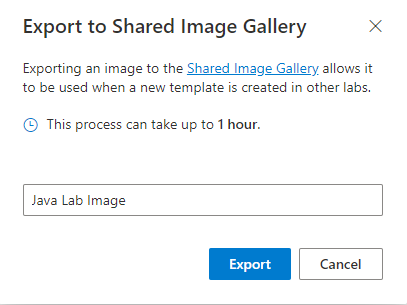 Export to Shared Image Gallery
Exporting an image to the Shared Image Gallery allows it
to be used when a new template is created in other labs.
This process can take up to 1 hour.
Java Lab Image
Export
Cancel